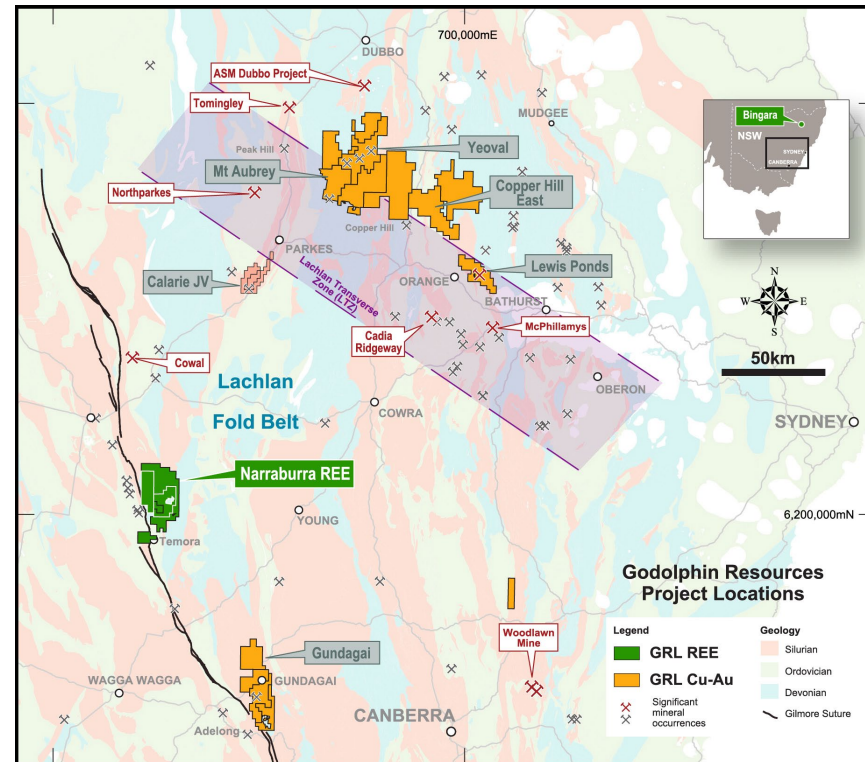 700,000mE
DUBBO
ASM Dubbo Project
Tomingley
MUDGEE
Bingara
NSW
SYDNEY
CANBERRA
Peak Hill
Yeoval
Mt Aubrey
Copper Hill
East
Northparkes
Copper Hill
PARKES
Lachlan Transverse
Zone (LTZ)
Calarie JV
ORANGE
Lewis Ponds
BATHURST
N
W
E
S
Cadia
Ridgeway
McPhillamys
50km
Cowal
Lachlan
Fold Belt
OBERON
COWRA
SYDNEY
Narraburra REE
YOUNG
6,200,000mN
Temora
Godolphin Resources
Project Locations
Legend
GRL REE
GRL Cu-Au
Significant
mineral
occurrences
Geology
Silurian
Ordovician
Devonian
Gilmore Suture
Woodlawn
Mine
Gundagai
WAGGA WAGGA
GUNDAGAI
CANBERRA
Adelong